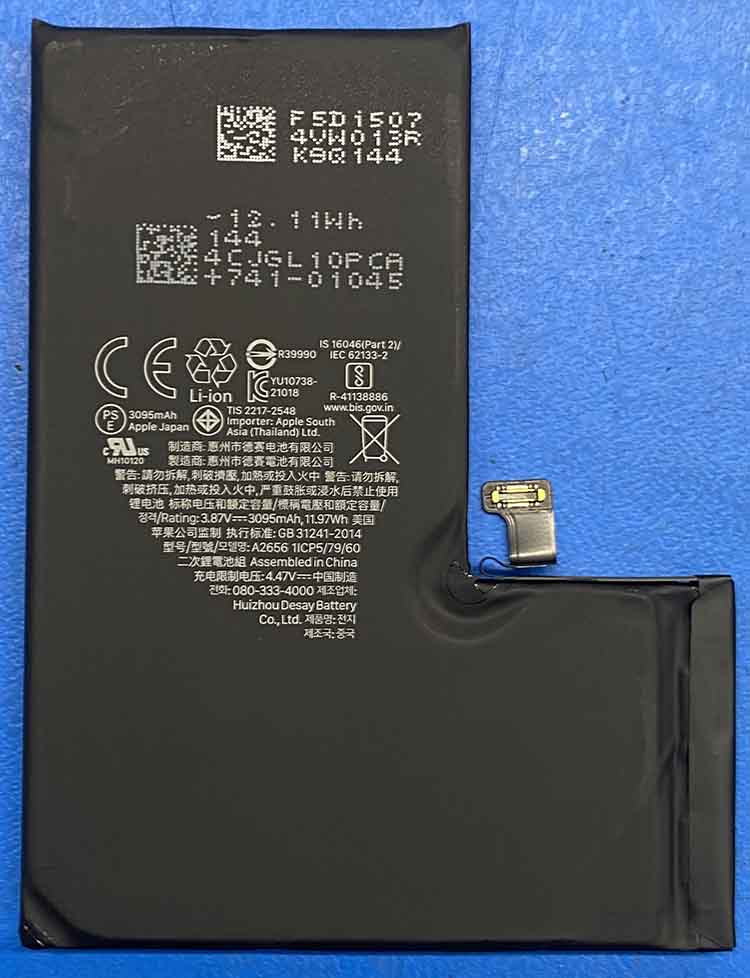 F5D1507
4VW013R
K9Q144
-12.11Wh
144
4CJGL10PCA
+741-01045
CE
Li-ion
R39990
YU10738-
21018
IS 16046(Part 2)/
IEC 62133-2
R-41138886
www.bis.gov.in
PS
E
3095mAh
Apple Japan
TIS 2217-2548
Importer: Apple South
Asia (Thailand) Ltd.
c RU US
MH10120
制造商: 惠州市德赛电池有限公司
製造商: 惠州市德賽電池有限公司
警告: 请勿拆解, 刺破挤压, 加热或投入火中 警告: 請勿拆解,
刺破挤压, 加热或投入火中, 严重鼓胀或浸水后禁止使用
锂电池 标称电压和额定容量/標稱電壓和額定容量/
정격/Rating: 3.87V⎓3095mAh, 11.97Wh 美国
苹果公司监制 执行标准: GB 31241-2014
型号/型號/모델명: A2656 1ICP5/79/60
二次鋰電池組 Assembled in China
充电限制电压: 4.47V⎓中国制造
전화: 080-333-4000 제조업체:
Huizhou Desay Battery
Co., Ltd. 제품명: 전지
제조국: 중국